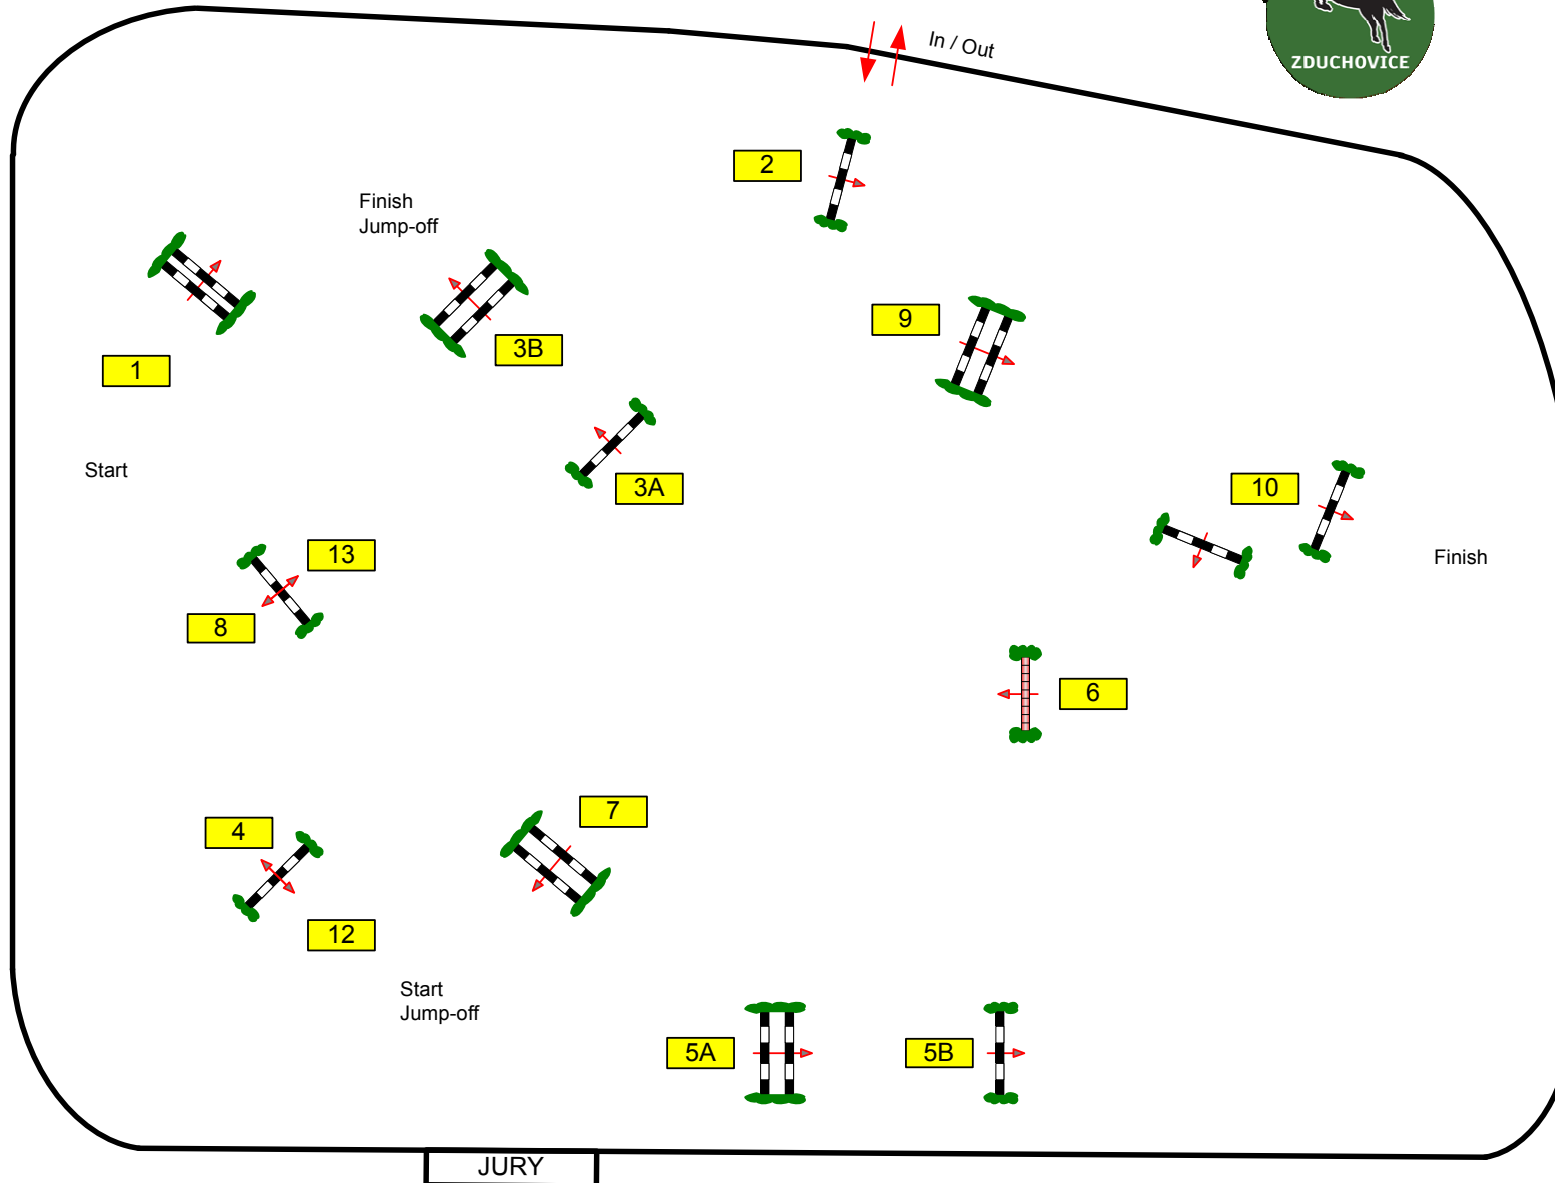 In / Out
ZDUCHOVICE
2
Finish
Jump-off
9
3B
1
Start
3A
10
13
Finish
8
6
7
4
12
Start
Jump-off
5A
5B
JURY